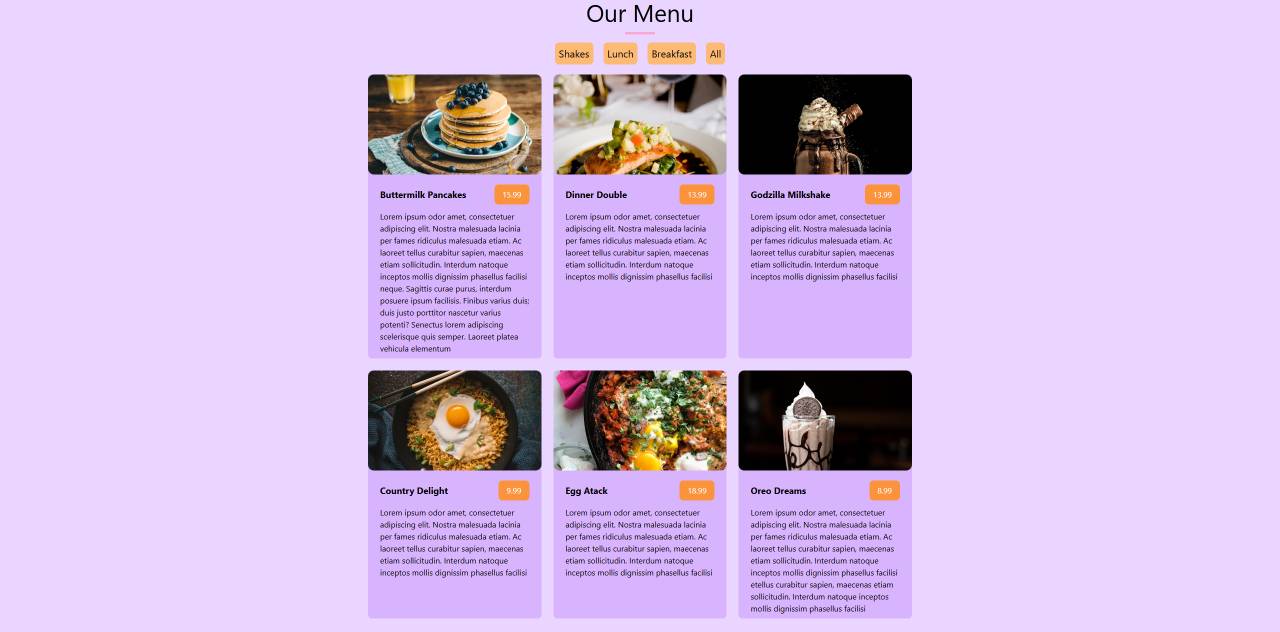 Our Menu
Shakes Lunch Breakfast All
Buttermilk Pancakes 15.99
Lorem ipsum odor amet, consectetuer
adipiscing elit. Nostra malesuada lacinia
per fames ridiculus malesuada etiam. Ac
laoreet tellus curabitur sapien, maecenas
etiam sollicitudin. Interdum natoque
inceptos mollis dignissim phasellus facilisi
neque. Sagittis curae purus, interdum
posuere ipsum facilisis. Finibus varius duis;
duis justo porttitor nascetur varius
potenti? Senectus lorem adipiscing
scelerisque quis semper. Laoreet platea
vehicula elementum
Dinner Double 13.99
Lorem ipsum odor amet, consectetuer
adipiscing elit. Nostra malesuada lacinia
per fames ridiculus malesuada etiam. Ac
laoreet tellus curabitur sapien, maecenas
etiam sollicitudin. Interdum natoque
inceptos mollis dignissim phasellus facilisi
Godzilla Milkshake 13.99
Lorem ipsum odor amet, consectetuer
adipiscing elit. Nostra malesuada lacinia
per fames ridiculus malesuada etiam. Ac
laoreet tellus curabitur sapien, maecenas
etiam sollicitudin. Interdum natoque
inceptos mollis dignissim phasellus facilisi
Country Delight 9.99
Lorem ipsum odor amet, consectetuer
adipiscing elit. Nostra malesuada lacinia
per fames ridiculus malesuada etiam. Ac
laoreet tellus curabitur sapien, maecenas
etiam sollicitudin. Interdum natoque
inceptos mollis dignissim phasellus facilisi
Egg Atack 18.99
Lorem ipsum odor amet, consectetuer
adipiscing elit. Nostra malesuada lacinia
per fames ridiculus malesuada etiam. Ac
laoreet tellus curabitur sapien, maecenas
etiam sollicitudin. Interdum natoque
inceptos mollis dignissim phasellus facilisi
Oreo Dreams 8.99
Lorem ipsum odor amet, consectetuer
adipiscing elit. Nostra malesuada lacinia
per fames ridiculus malesuada etiam. Ac
laoreet tellus curabitur sapien, maecenas
etiam sollicitudin. Interdum natoque
inceptos mollis dignissim phasellus facilisi
etellus curabitur sapien, maecenas etiam
sollicitudin. Interdum natoque inceptos
mollis dignissim phasellus facilisi